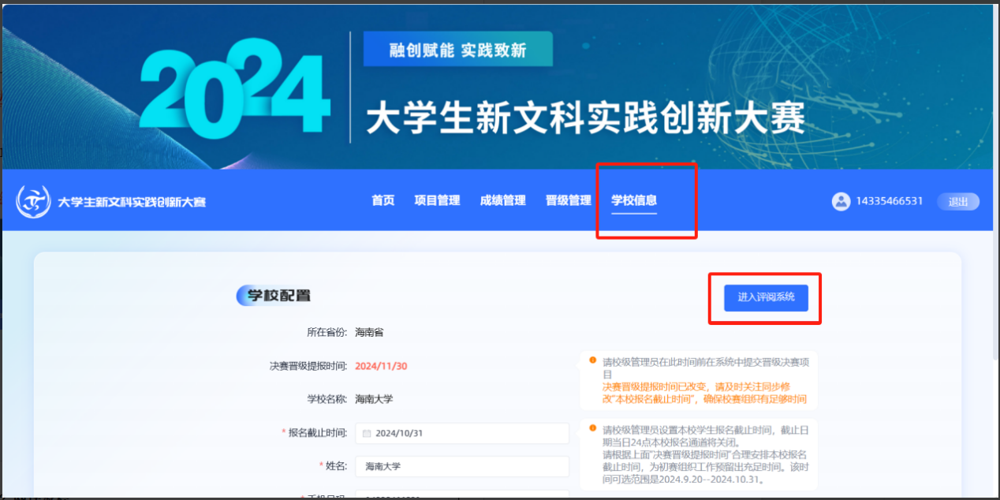 2024
融创赋能 实践致新
大学生新文科实践创新大赛
大学生新文科实践创新大赛
首页 项目管理 成绩管理 晋级管理 学校信息
14335466531 退出
学校配置
进入评阅系统
所在省份: 海南省
决赛晋级提报时间: 2024/11/30
请校级管理员在此时间前在系统中提交晋级决赛项
目
决赛晋级提报时间已改变，请及时关注同步修
改"本校报名截止时间"，确保校赛组织有足够时间
学校名称: 海南大学
* 报名截止时间: 2024/10/31
请校级管理员设置本校学生报名截止时间，截止日
期当日24点本校报名通道将关闭。
请根据上面"决赛晋级提报时间"合理安排本校报名
截止时间，为初赛组织工作预留出充足时间。该时
间可选范围是2024.9.20--2024.10.31。
* 姓名: 海南大学